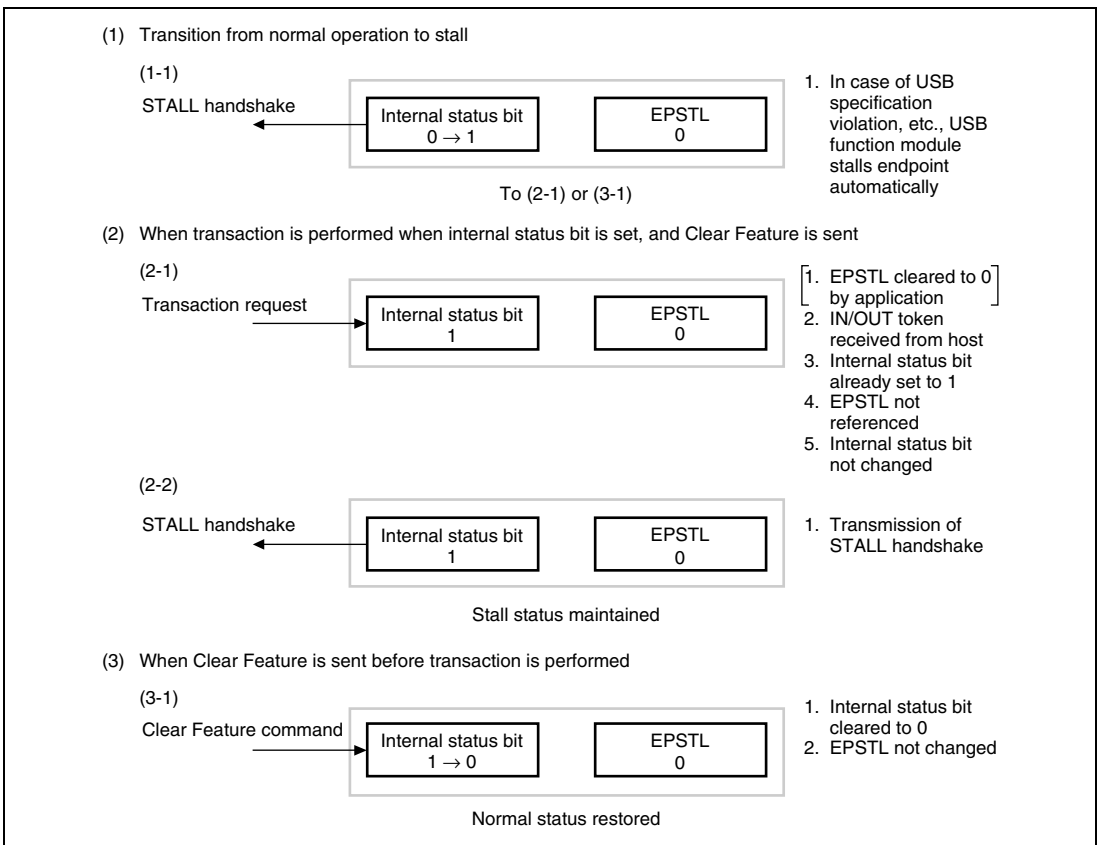 (1) Transition from normal operation to stall
(1-1)
STALL handshake
Internal status bit
0 → 1
EPSTL
0
1. In case of USB
specification
violation, etc., USB
function module
stalls endpoint
automatically
To (2-1) or (3-1)
(2) When transaction is performed when internal status bit is set, and Clear Feature is sent
(2-1)
Transaction request
Internal status bit
1
EPSTL
0
1. EPSTL cleared to 0
by application
2. IN/OUT token
received from host
3. Internal status bit
already set to 1
4. EPSTL not
referenced
5. Internal status bit
not changed
(2-2)
STALL handshake
Internal status bit
1
EPSTL
0
1. Transmission of
STALL handshake
Stall status maintained
(3) When Clear Feature is sent before transaction is performed
(3-1)
Clear Feature command
Internal status bit
1 → 0
EPSTL
0
1. Internal status bit
cleared to 0
2. EPSTL not changed
Normal status restored